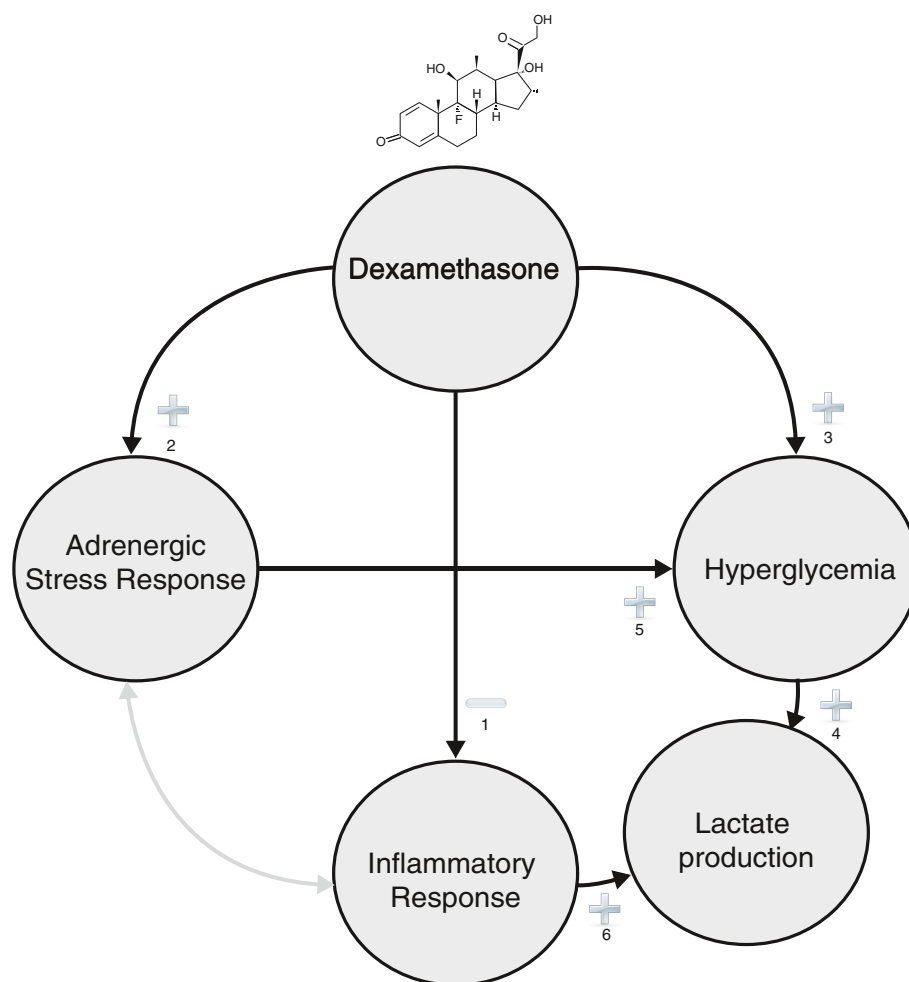 OH
O
HO
OH
H
F
H
O
Dexamethasone
2
3
Adrenergic
Stress Response
Hyperglycemia
5
1
4
Lactate
production
Inflammatory
Response
6